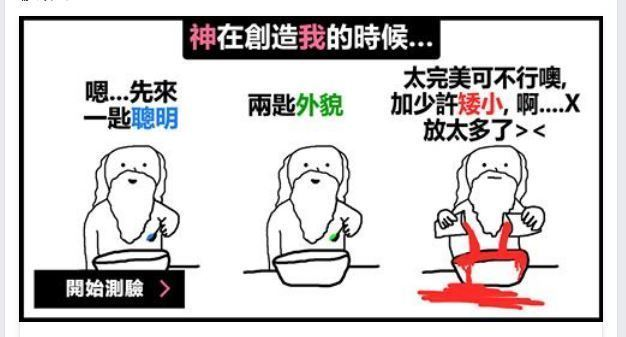 神在創造我的時候...
嗯...先來
一匙聰明
兩匙外貌
太完美可不行噢,
加少許矮小, 啊....X
放太多了><
開始測驗 >